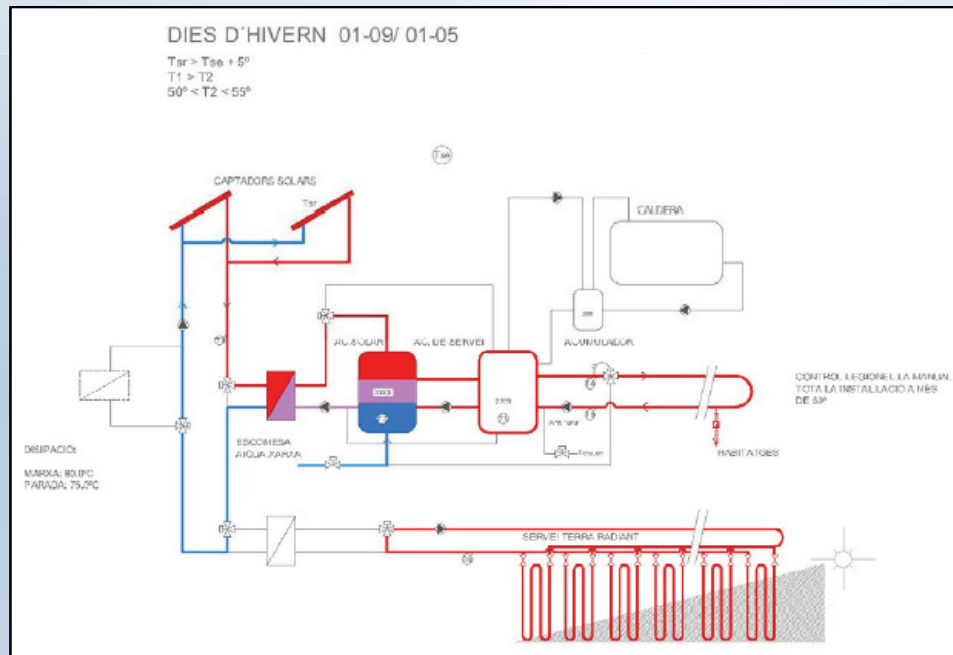 DIES D'HIVERN 01-09/ 01-05
Tsr > Tse + 5º
T1 > T2
50º < T2 < 55º
Tse
CAPTADORS SOLARS
Tsr
CALDERA
AC.SOLAR
AC. DE SERVEI
ACUMULADOR
CONTROL LEGIONEL.LA MANUAL
TOTA LA INSTAL.LACIÓ A MÉS
DE 60º
ESCOMESA
AIGUA XARXA
HABITATGES
DISIPACIÓ:
MARXA: 80.0ºC
PARADA: 75.0ºC
SERVEI TERRA RADIANT